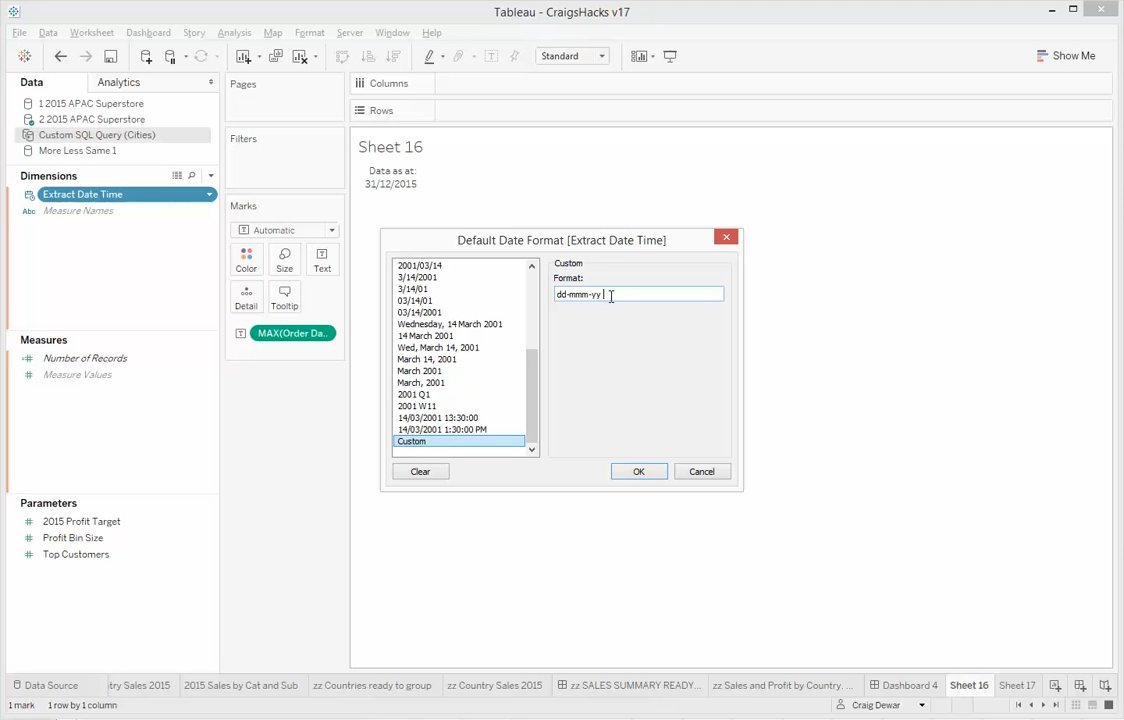 Tableau - CraigsHacks v17
File Data Worksheet Dashboard Story Analysis Map Format Server Window Help
Standard
Show Me
Data Analytics
1 2015 APAC Superstore
2 2015 APAC Superstore
Custom SQL Query (Cities)
More Less Same 1
Dimensions
Extract Date Time
Abc Measure Names
Measures
Number of Records
Measure Values
Parameters
2015 Profit Target
Profit Bin Size
Top Customers
Pages
Filters
Marks
Automatic
Color Size Text
Detail Tooltip
MAX(Order Da..
Columns
Rows
Sheet 16
Data as at:
31/12/2015
Default Date Format [Extract Date Time]
2001/03/14
3/14/2001
3/14/01
03/14/01
03/14/2001
Wednesday, 14 March 2001
14 March 2001
Wed, March 14, 2001
March 14, 2001
March 2001
March, 2001
2001 Q1
2001 W11
14/03/2001 13:30:00
14/03/2001 1:30:00 PM
Custom
Custom
Format:
dd-mmm-yy
Clear OK Cancel
Data Source ntry Sales 2015 2015 Sales by Cat and Sub zz Countries ready to group zz Country Sales 2015 zz SALES SUMMARY READY... zz Sales and Profit by Country. ... Dashboard 4 Sheet 16 Sheet 17
1 mark 1 row by 1 column Craig Dewar